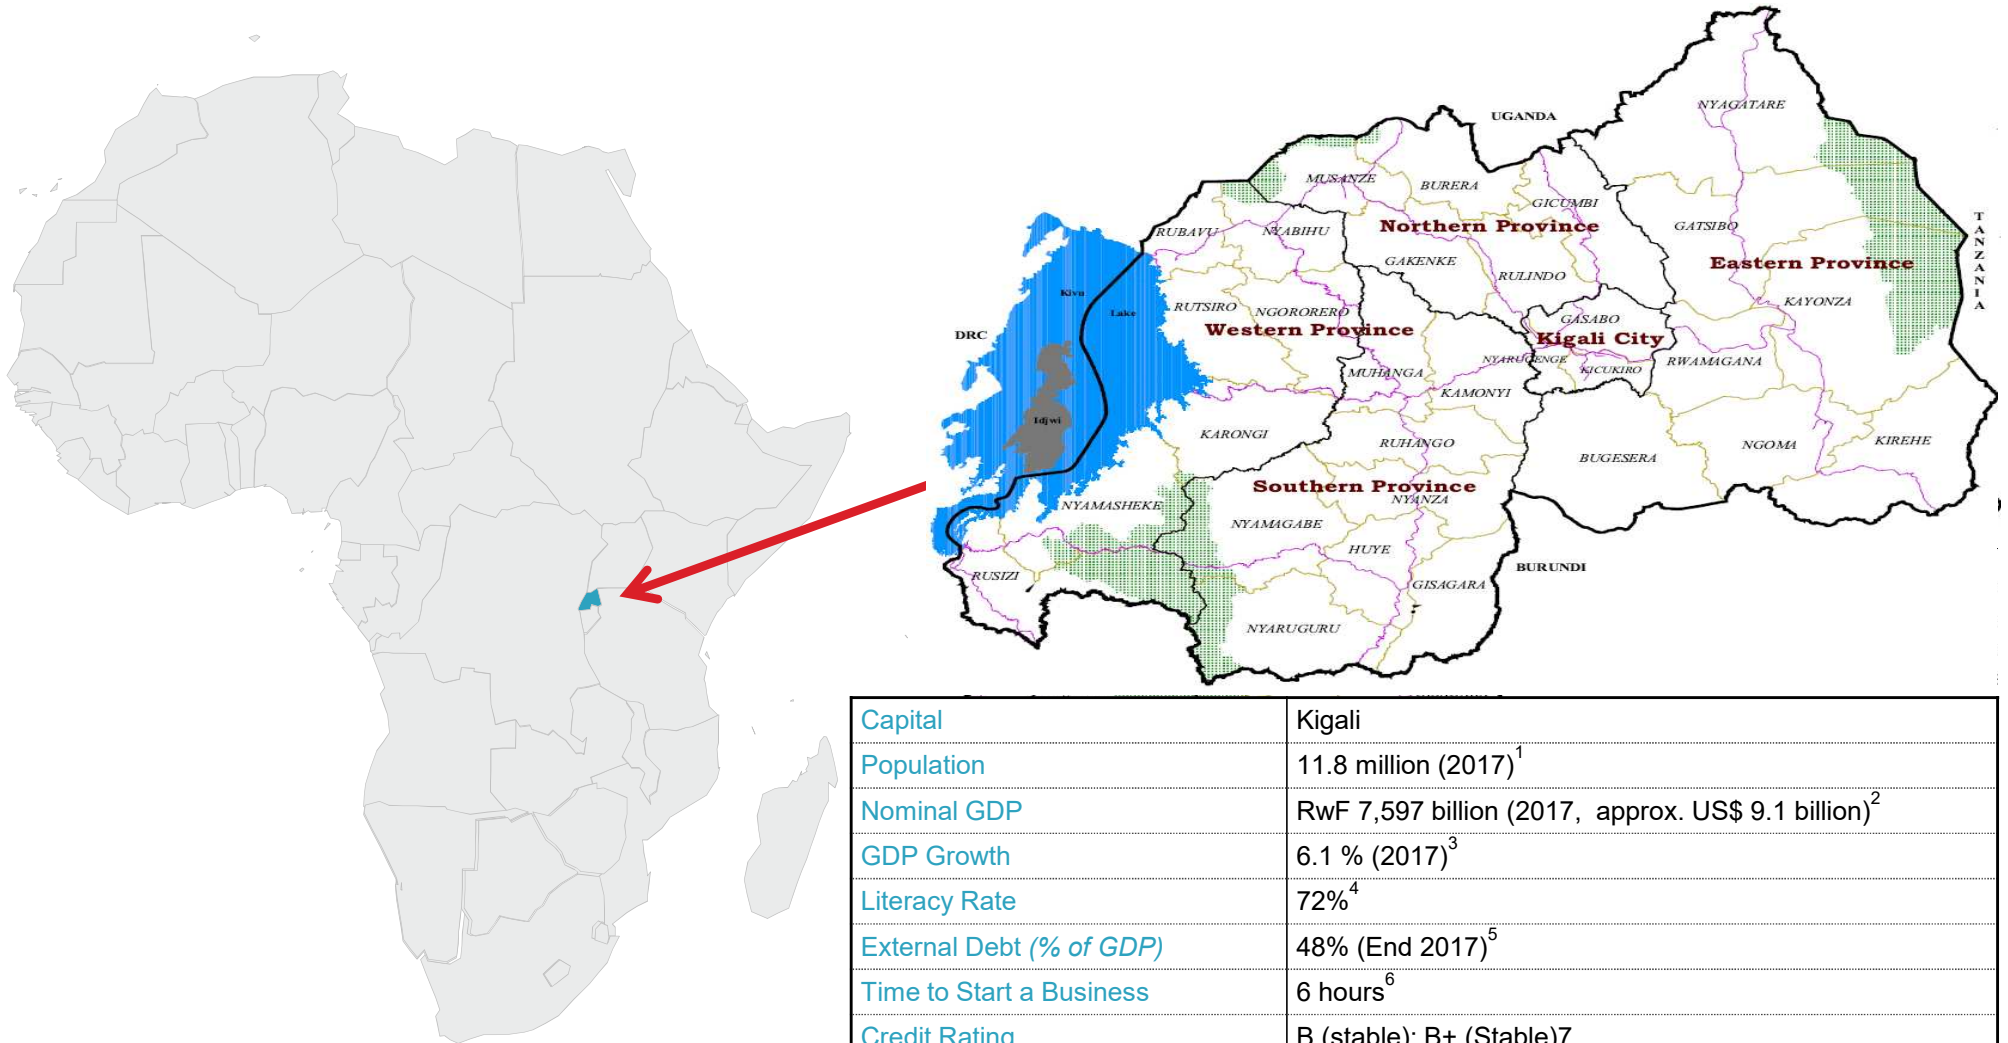 UGANDA
NYAGATARE
MUSANZE
BURERA
GICUMBI
Northern Province
GATSIBO
RUBAVU
NYABIHU
GAKENKE
RULINDO
Eastern Province
TANZANIA
Kivu
Lake
DRC
RUTSIRO
NGORORERO
Western Province
GASABO
Kigali City
KAYONZA
NYARUGENGE
KICUKIRO
RWAMAGANA
MUHANGA
KAMONYI
Idjwi
KARONGI
RUHANGO
BUGESERA
NGOMA
KIREHE
Southern Province
NYANZA
NYAMASHEKE
NYAMAGABE
HUYE
RUSIZI
GISAGARA
BURUNDI
NYARUGURU
Capital Kigali
Population 11.8 million (2017)1
Nominal GDP RwF 7,597 billion (2017, approx. US$ 9.1 billion)2
GDP Growth 6.1 % (2017)3
Literacy Rate 72%4
External Debt (% of GDP) 48% (End 2017)5
Time to Start a Business 6 hours6
Credit Rating B (stable); B+ (Stable)7